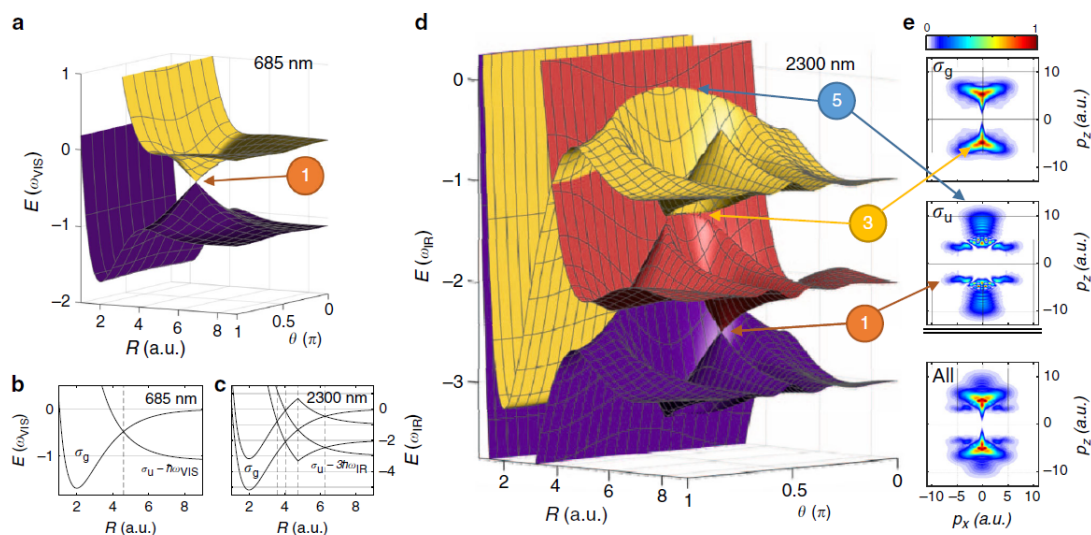 a
685 nm
1
0
−1
−2
E (ωVIS)
1
2
4
6
8
1
0.5
0
R (a.u.)
θ (π)
b
685 nm
0
−1
E (ωVIS)
σg
σu − ħωVIS
2
4
6
8
R (a.u.)
c
2300 nm
0
−2
−4
E (ωIR)
σg
σu − 3ħωIR
2
4
6
8
R (a.u.)
d
2300 nm
0
−1
−2
−3
E (ωIR)
5
3
1
2
4
6
8
1
0.5
0
R (a.u.)
θ (π)
e
0
1
σg
10
0
−10
pz (a.u.)
σu
10
0
−10
pz (a.u.)
All
10
0
−10
pz (a.u.)
−10
−5
0
5
10
px (a.u.)